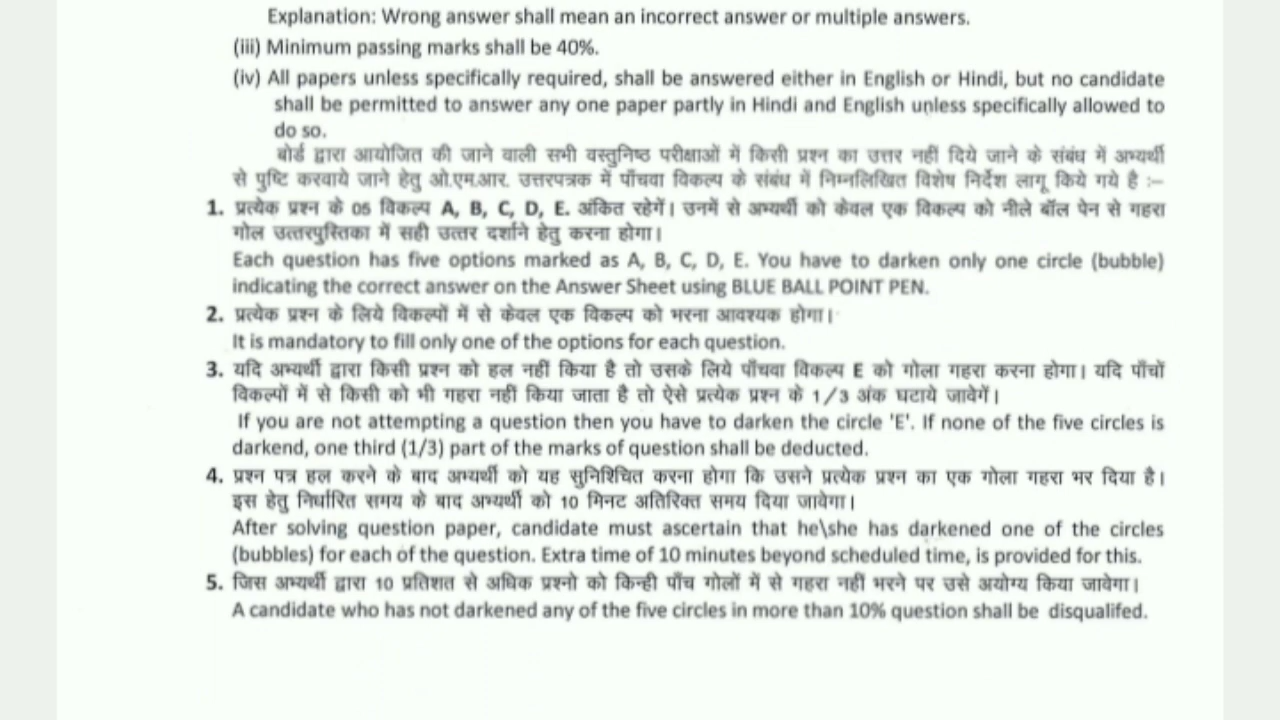 Explanation: Wrong answer shall mean an incorrect answer or multiple answers.
(iii) Minimum passing marks shall be 40%.
(iv) All papers unless specifically required, shall be answered either in English or Hindi, but no candidate
shall be permitted to answer any one paper partly in Hindi and English unless specifically allowed to
do so.
बोर्ड द्वारा आयोजित की जाने वाली सभी वस्तुनिष्ठ परीक्षाओं में किसी प्रश्न का उत्तर नहीं दिये जाने के संबंध में अभ्यर्थी
से पुष्टि करवाये जाने हेतु ओ.एम.आर. उत्तरपत्रक में पाँचवा विकल्प के संबंध में निम्नलिखित विशेष निर्देश लागू किये गये है :–
1. प्रत्येक प्रश्न के 05 विकल्प A, B, C, D, E. अंकित रहेगें। उनमें से अभ्यर्थी को केवल एक विकल्प को नीले बॉल पेन से गहरा
गोल उत्तरपुस्तिका में सही उत्तर दर्शाने हेतु करना होगा।
Each question has five options marked as A, B, C, D, E. You have to darken only one circle (bubble)
indicating the correct answer on the Answer Sheet using BLUE BALL POINT PEN.
2. प्रत्येक प्रश्न के लिये विकल्पों में से केवल एक विकल्प को भरना आवश्यक होगा।
It is mandatory to fill only one of the options for each question.
3. यदि अभ्यर्थी द्वारा किसी प्रश्न को हल नहीं किया है तो उसके लिये पाँचवा विकल्प E को गोला गहरा करना होगा। यदि पाँचों
विकल्पों में से किसी को भी गहरा नहीं किया जाता है तो ऐसे प्रत्येक प्रश्न के 1/3 अंक घटाये जावेगें।
If you are not attempting a question then you have to darken the circle 'E'. If none of the five circles is
darkend, one third (1/3) part of the marks of question shall be deducted.
4. प्रश्न पत्र हल करने के बाद अभ्यर्थी को यह सुनिश्चित करना होगा कि उसने प्रत्येक प्रश्न का एक गोला गहरा भर दिया है।
इस हेतु निर्धारित समय के बाद अभ्यर्थी को 10 मिनट अतिरिक्त समय दिया जावेगा।
After solving question paper, candidate must ascertain that he\she has darkened one of the circles
(bubbles) for each of the question. Extra time of 10 minutes beyond scheduled time, is provided for this.
5. जिस अभ्यर्थी द्वारा 10 प्रतिशत से अधिक प्रश्नो को किन्ही पाँच गोलों में से गहरा नहीं भरने पर उसे अयोग्य किया जावेगा।
A candidate who has not darkened any of the five circles in more than 10% question shall be disqualifed.